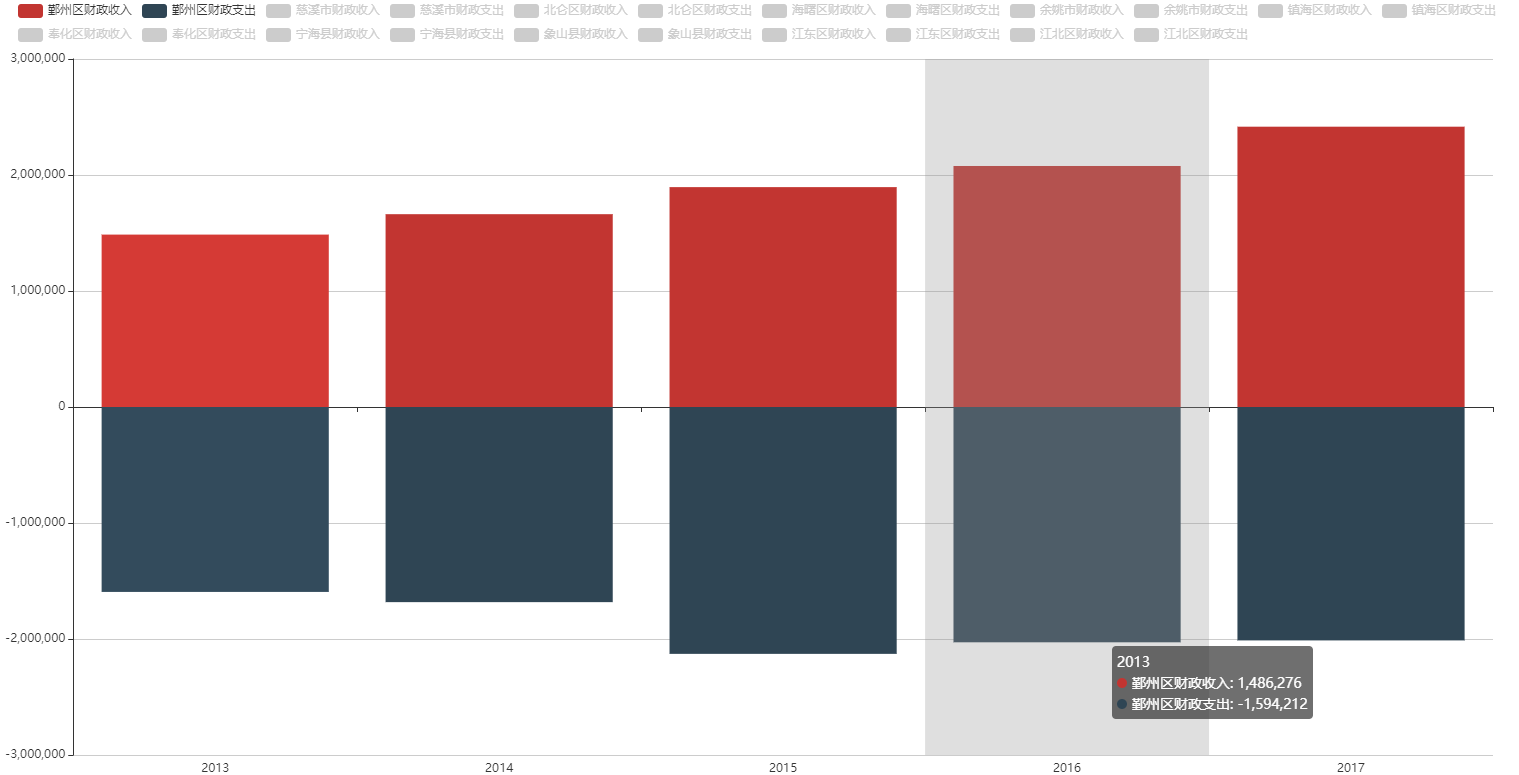 鄞州区财政收入 鄞州区财政支出 慈溪市财政收入 慈溪市财政支出 北仑区财政收入 北仑区财政支出 海曙区财政收入 海曙区财政支出 余姚市财政收入 余姚市财政支出 镇海区财政收入 镇海区财政支出
奉化区财政收入 奉化区财政支出 宁海县财政收入 宁海县财政支出 象山县财政收入 象山县财政支出 江东区财政收入 江东区财政支出 江北区财政收入 江北区财政支出
3,000,000
2,000,000
1,000,000
0
-1,000,000
-2,000,000
2013
鄞州区财政收入: 1,486,276
鄞州区财政支出: -1,594,212
-3,000,000
2013 2014 2015 2016 2017